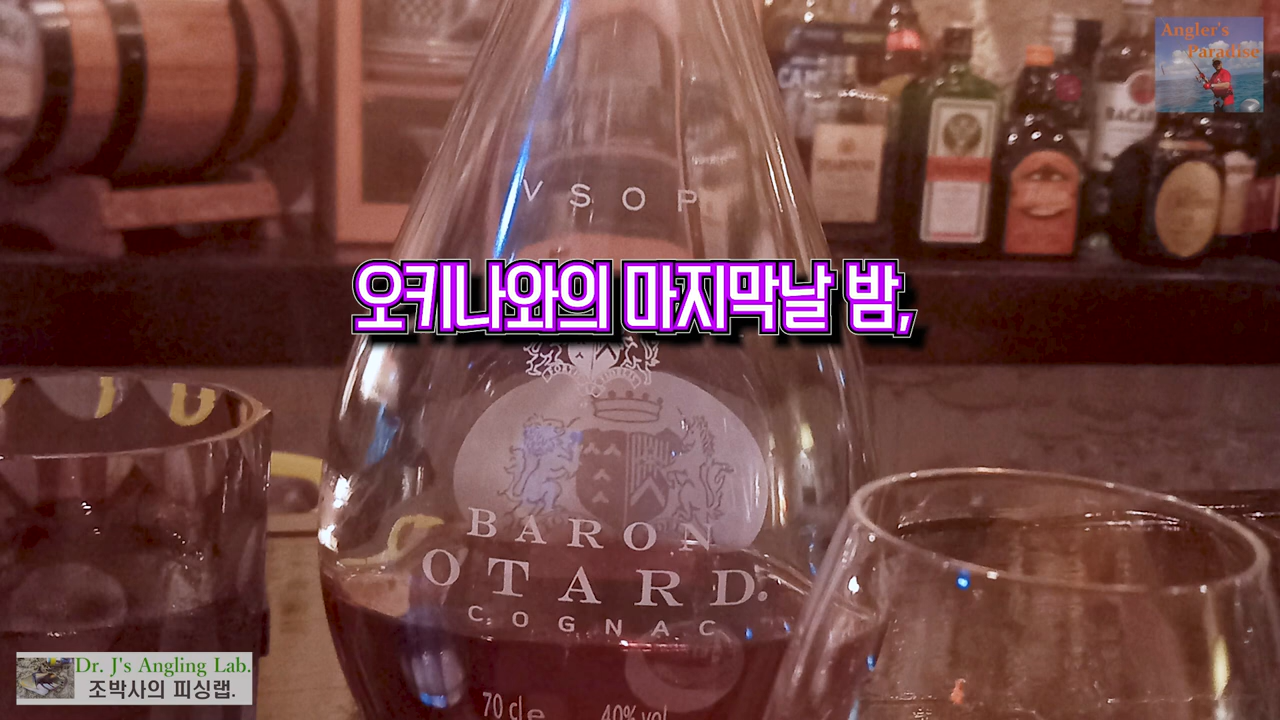 Angler's
Paradise
VSOP
오키나와의 마지막날 밤,
BARON
OTARD.
COGNAC
Dr. J's Angling Lab.
조박사의 피싱랩.
70 cl e 40% vol